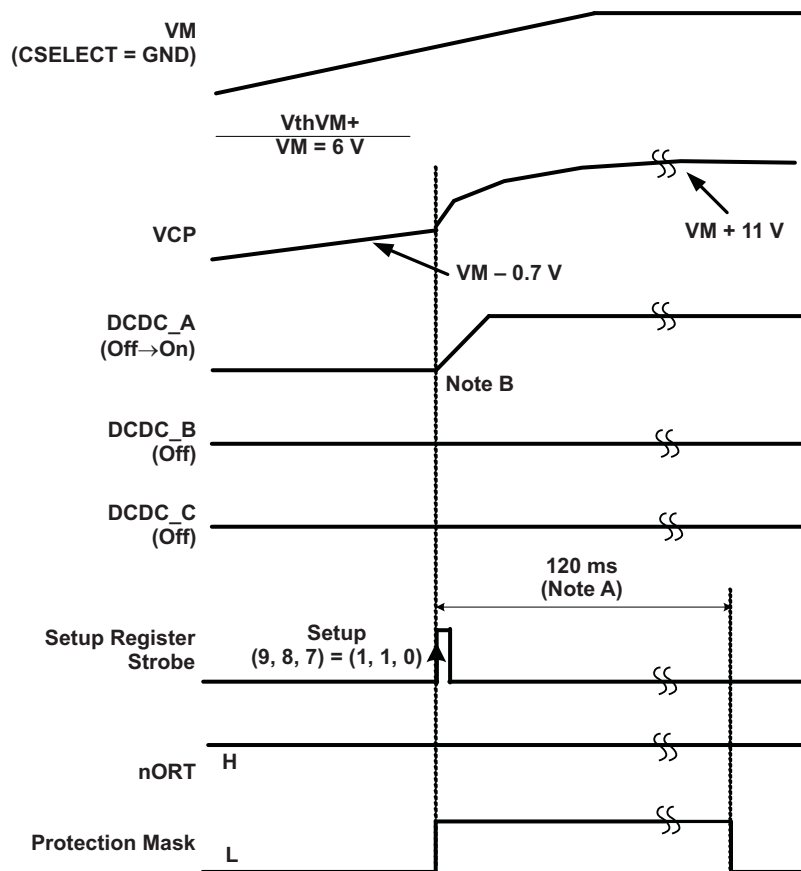 VM
(CSELECT = GND)
VthVM+
VM = 6 V
VCP
VM – 0.7 V
VM + 11 V
DCDC_A
(Off→On)
Note B
DCDC_B
(Off)
DCDC_C
(Off)
120 ms
(Note A)
Setup Register
Strobe
Setup
(9, 8, 7) = (1, 1, 0)
nORT
H
Protection Mask
L